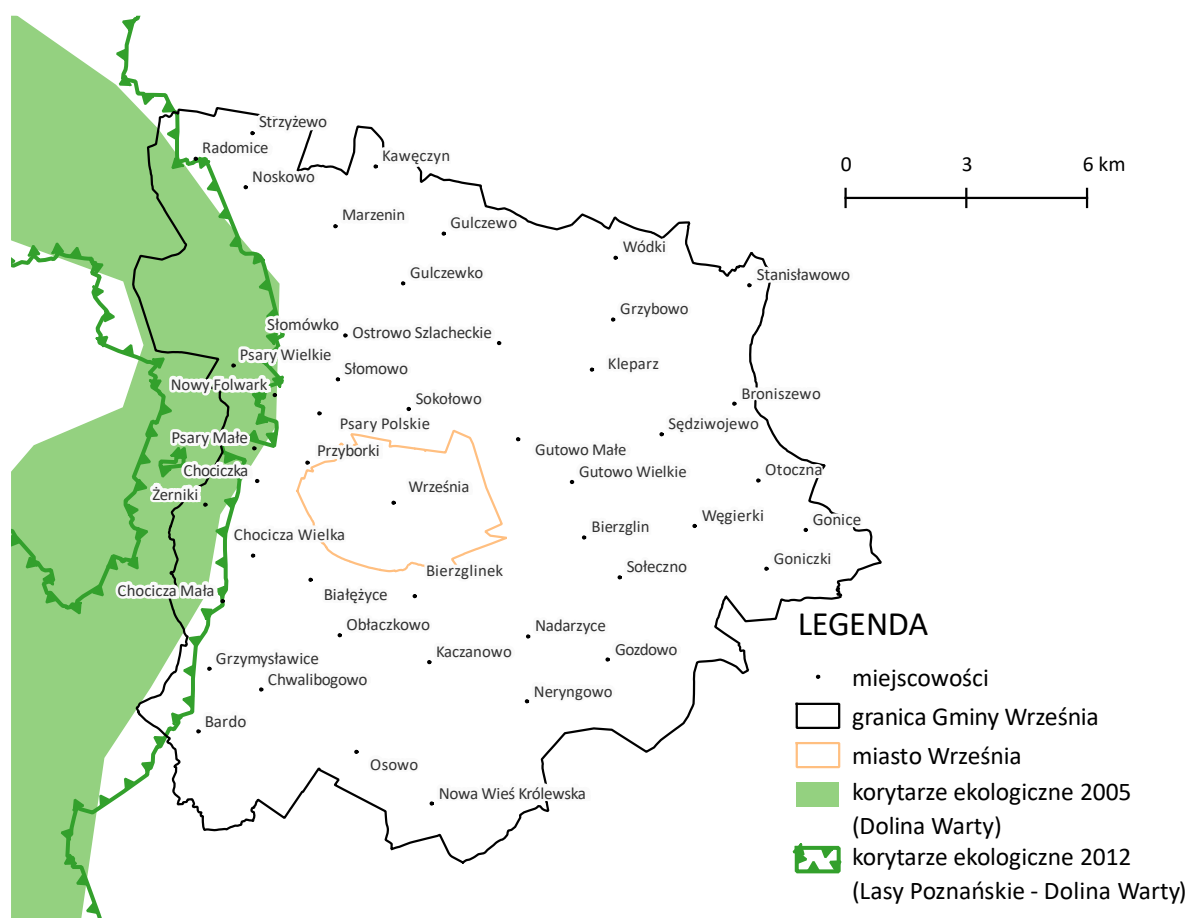 Strzyżewo
Radomice
Kawęczyn
Noskowo
0 3 6 km
Marzenin
Gulczewo
Wódki
Stanisławowo
Gulczewko
Grzybowo
Słomówko
Ostrowo Szlacheckie
Psary Wielkie
Słomowo
Kleparz
Nowy Folwark
Sokołowo
Broniszewo
Psary Polskie
Sędziwojewo
Psary Małe
Przyborki
Gutowo Małe
Chociczka
Gutowo Wielkie
Otoczna
Żerniki
Września
Węgierki
Gonice
Bierzglin
Chocicza Wielka
Bierzglinek
Sołeczno
Goniczki
Chocicza Mała
Białężyce
Obłaczkowo
Nadarzyce
Grzymysławice
Kaczanowo
Gozdowo
Chwalibogowo
Neryngowo
Bardo
Osowo
Nowa Wieś Królewska
LEGENDA
miejscowości
granica Gminy Września
miasto Września
korytarze ekologiczne 2005
(Dolina Warty)
korytarze ekologiczne 2012
(Lasy Poznańskie - Dolina Warty)